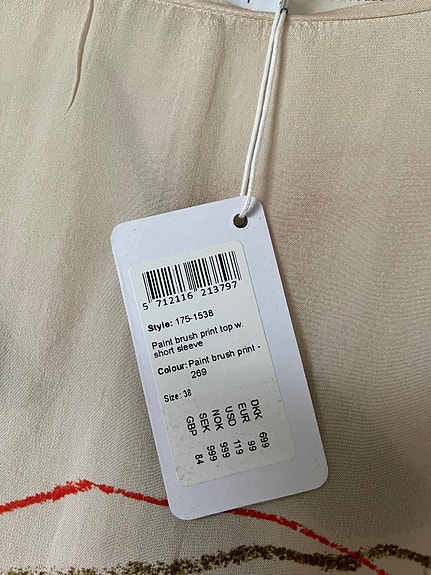 5 712116 213797
Style: 175-1538
Paint brush print top w.
short sleeve
Colour: Paint brush print -
269
Size: 38
DKK 699
EUR 99
USD 119
NOK 999
SEK 999
GBP 84